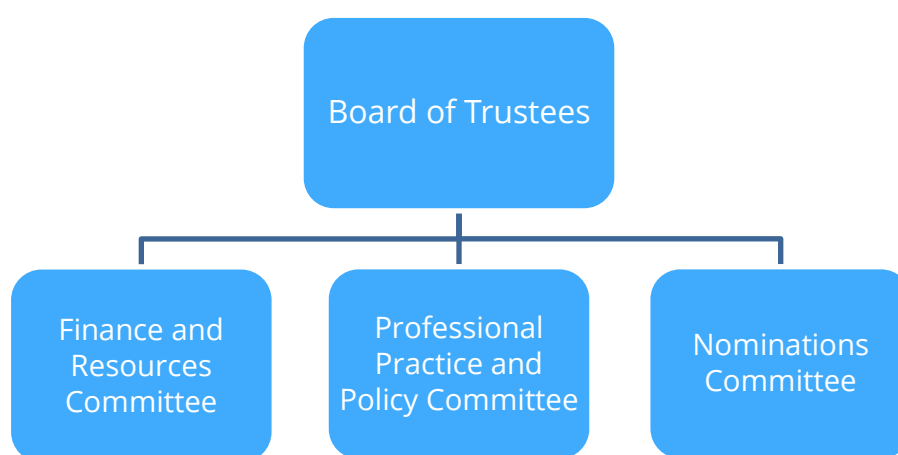 Board of Trustees
Finance and
Resources
Committee
Professional
Practice and
Policy Committee
Nominations
Committee